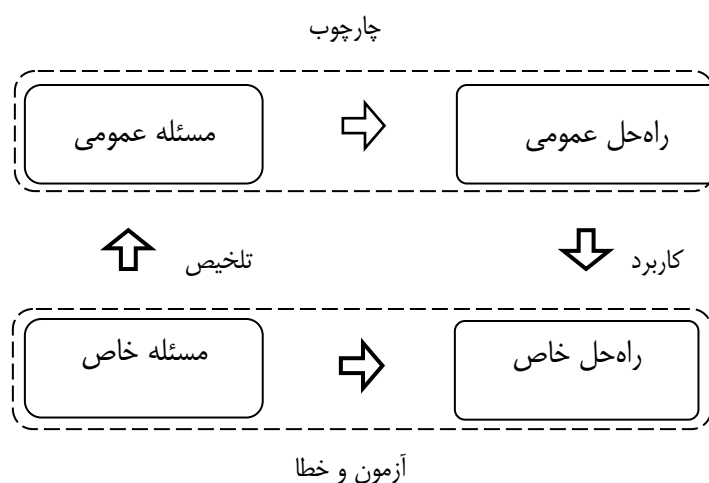 چارچوب
مسئله عمومی
راه‌حل عمومی
تلخیص
کاربرد
مسئله خاص
راه‌حل خاص
آزمون و خطا